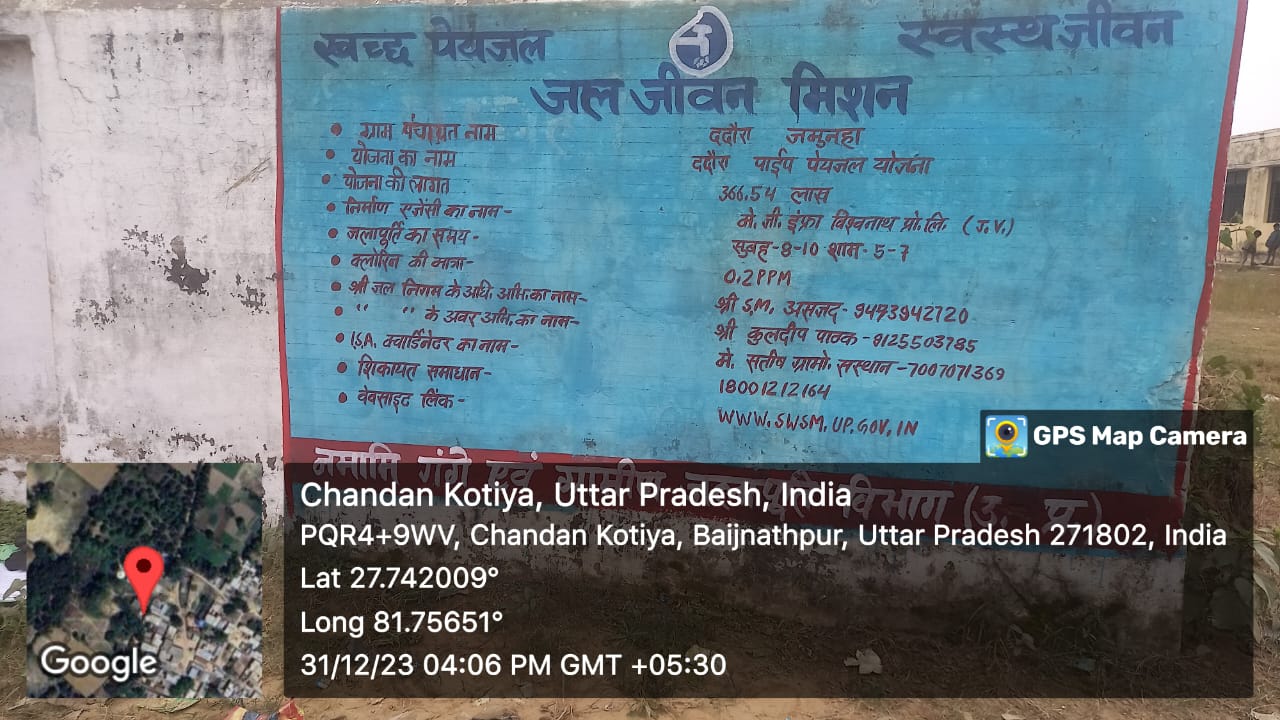 स्वच्छ पेयजल स्वस्थ जीवन
जल जीवन मिशन
• ग्राम पंचायत नाम ददौरा जमुनहा
• योजना का नाम ददौरा पाईप पेयजल योजना
• योजना की लागत 366.54 लाख
• निर्माण एजेंसी का नाम- मे. जी. इंफ्रा विश्वनाथ प्रो. लि. (J.V.)
• जलापूर्ति का समय- सुबह-8-10 शाम-5-7
• क्लोरिन की मात्रा- 0.2PPM
• श्री जल निगम के अधि. अभि. का नाम- श्री S.M. असजद-9473942720
• " " के अवर अभि. का नाम- श्री कुलदीप पाठक-9125503785
• I.S.A. क्वार्डिनेटर का नाम- मे. सतीष ग्रामो. सस्थान-7007071369
• शिकायत समाधान- 18001212164
• वेबसाइट लिंक- WWW.SWSM.UP.GOV.IN
नमामि गंगे एवं ग्रामीण विभाग (उ. प्र.)
GPS Map Camera
Chandan Kotiya, Uttar Pradesh, India
PQR4+9WV, Chandan Kotiya, Baijnathpur, Uttar Pradesh 271802, India
Lat 27.742009°
Long 81.75651°
31/12/23 04:06 PM GMT +05:30
Google